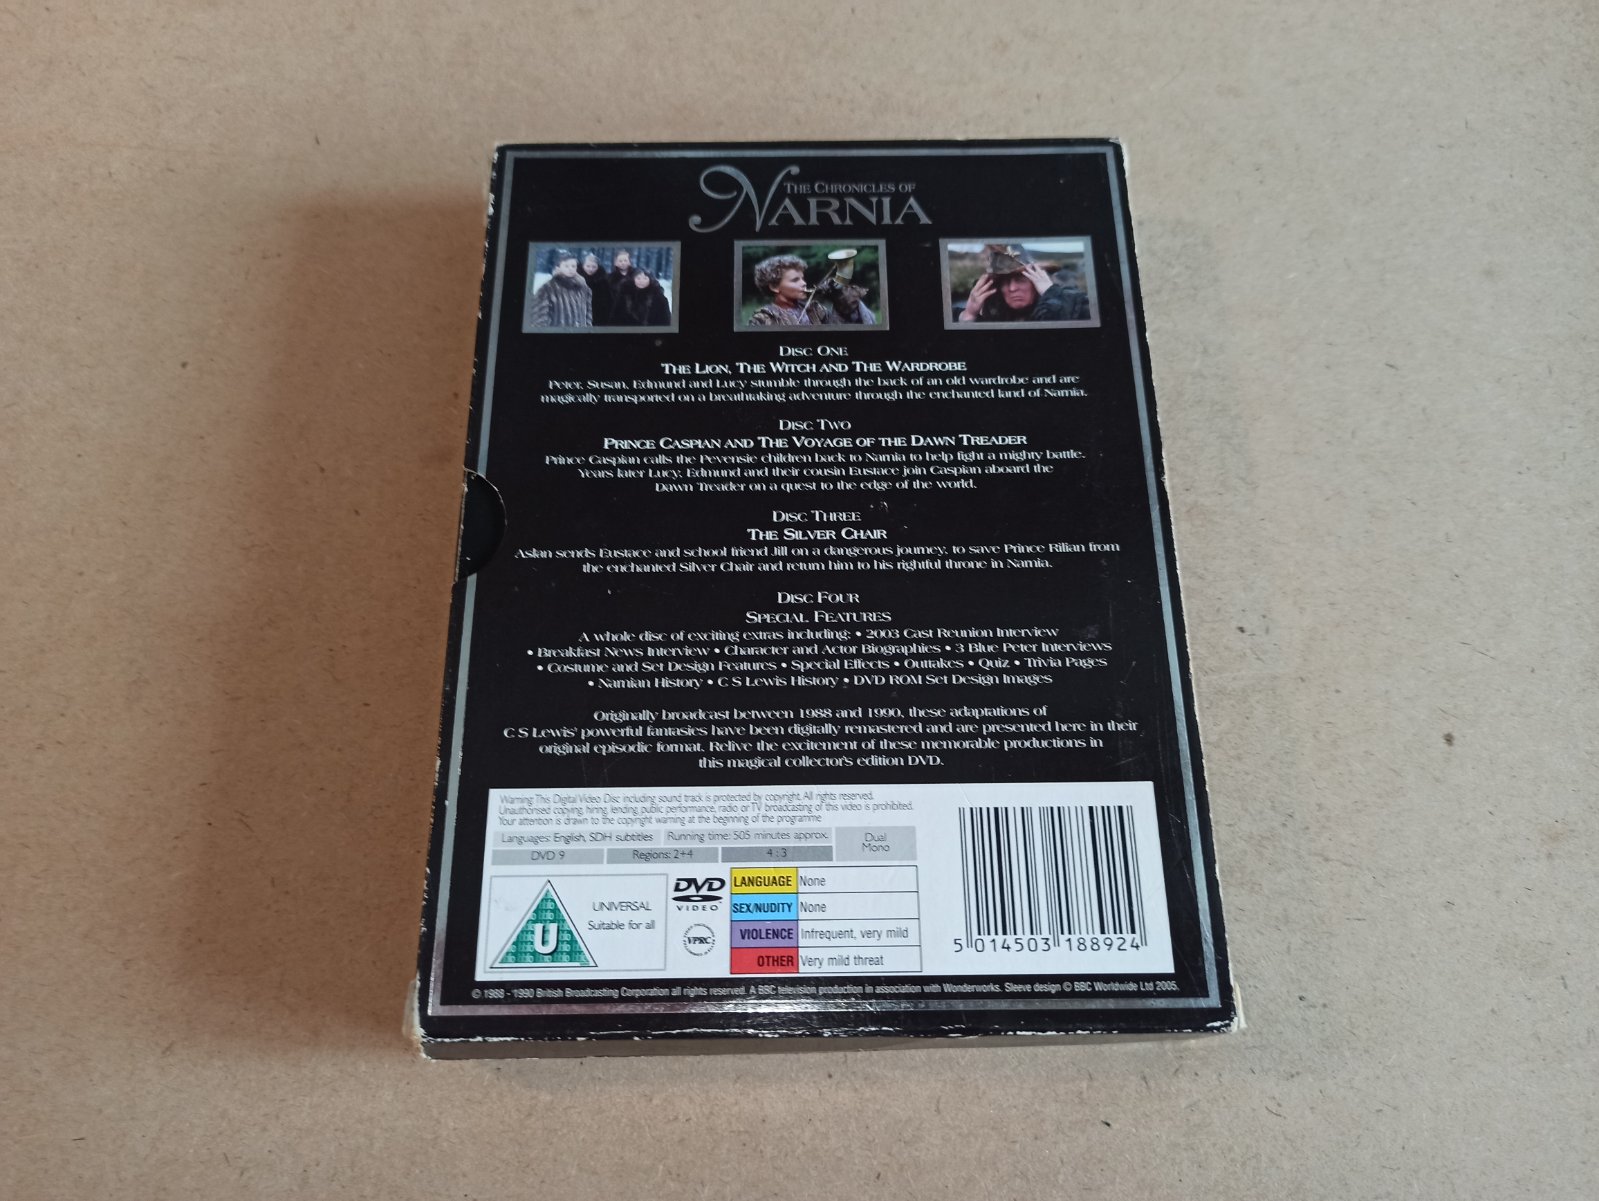 THE CHRONICLES OF
NARNIA
DISC ONE
THE LION, THE WITCH AND THE WARDROBE
Peter, Susan, Edmund and Lucy stumble through the back of an old wardrobe and are
magically transported on a breathtaking adventure through the enchanted land of Narnia.
DISC TWO
PRINCE CASPIAN AND THE VOYAGE OF THE DAWN TREADER
Prince Caspian calls the Pevensie children back to Narnia to help fight a mighty battle.
Years later Lucy, Edmund and their cousin Eustace join Caspian aboard the
Dawn Treader on a quest to the edge of the world.
DISC THREE
THE SILVER CHAIR
Aslan sends Eustace and school friend Jill on a dangerous journey, to save Prince Rilian from
the enchanted Silver Chair and return him to his rightful throne in Narnia.
DISC FOUR
SPECIAL FEATURES
A whole disc of exciting extras including: • 2003 Cast Reunion Interview
• Breakfast News Interview • Character and Actor Biographies • 3 Blue Peter Interviews
• Costume and Set Design Features • Special Effects • Outtakes • Quiz • Trivia Pages
• Narnian History • C S Lewis History • DVD ROM Set Design Images
Originally broadcast between 1988 and 1990, these adaptations of
C S Lewis' powerful fantasies have been digitally remastered and are presented here in their
original episodic format. Relive the excitement of these memorable productions in
this magical collector's edition DVD.
Warning: This Digital Video Disc including sound track is protected by copyright. All rights reserved.
Unauthorised copying, hiring, lending, public performance, radio or TV broadcasting of this video is prohibited.
Your attention is drawn to the copyright warning at the beginning of the programme
Languages: English, SDH subtitles Running time: 505 minutes approx. Dual
Mono
DVD 9 Regions: 2+4 4:3
U
UNIVERSAL
Suitable for all
DVD
VIDEO
VPRC
LANGUAGE None
SEX/NUDITY None
VIOLENCE Infrequent, very mild
OTHER Very mild threat
5 014503 188924
© 1988 - 1990 British Broadcasting Corporation all rights reserved. A BBC television production in association with Wonderworks. Sleeve design © BBC Worldwide Ltd 2005.